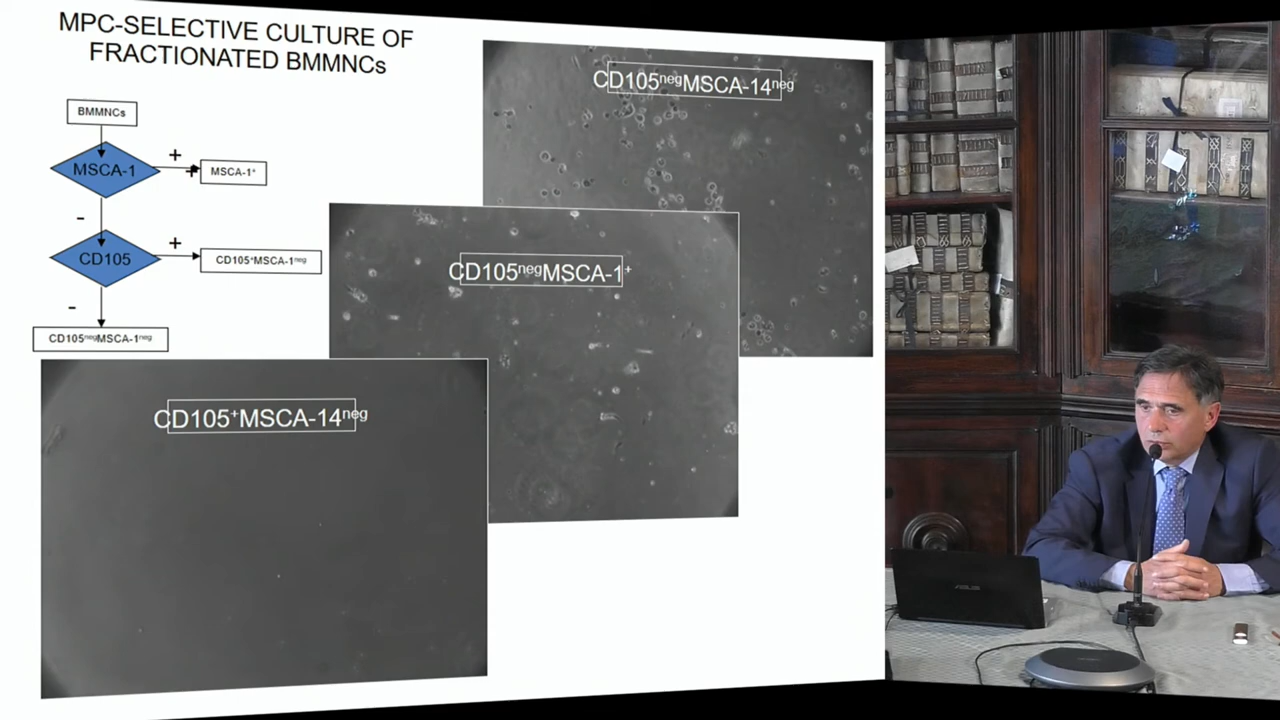 MPC-SELECTIVE CULTURE OF
FRACTIONATED BMMNCs
BMMNCs
MSCA-1
+
+
MSCA-1⁺
-
CD105
+
CD105⁺MSCA-1ⁿᵉᵍ
-
CD105ⁿᵉᵍMSCA-1ⁿᵉᵍ
CD105ⁿᵉᵍMSCA-14ⁿᵉᵍ
CD105ⁿᵉᵍMSCA-1⁺
CD105⁺MSCA-14ⁿᵉᵍ
ASUS